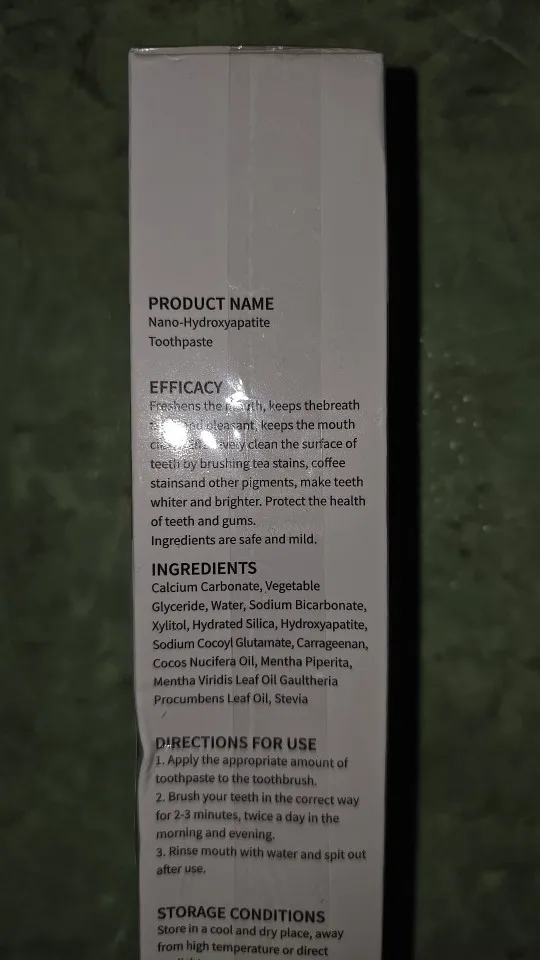 PRODUCT NAME
Nano-Hydroxyapatite
Toothpaste
EFFICACY
Freshens the mouth, keeps thebreath
and pleasant, keeps the mouth
clean the surface of
teeth by brushing tea stains, coffee
stainsand other pigments, make teeth
whiter and brighter. Protect the health
of teeth and gums.
Ingredients are safe and mild.
INGREDIENTS
Calcium Carbonate, Vegetable
Glyceride, Water, Sodium Bicarbonate,
Xylitol, Hydrated Silica, Hydroxyapatite,
Sodium Cocoyl Glutamate, Carrageenan,
Cocos Nucifera Oil, Mentha Piperita,
Mentha Viridis Leaf Oil Gaultheria
Procumbens Leaf Oil, Stevia
DIRECTIONS FOR USE
1. Apply the appropriate amount of
toothpaste to the toothbrush.
2. Brush your teeth in the correct way
for 2-3 minutes, twice a day in the
morning and evening.
3. Rinse mouth with water and spit out
after use.
STORAGE CONDITIONS
Store in a cool and dry place, away
from high temperature or direct